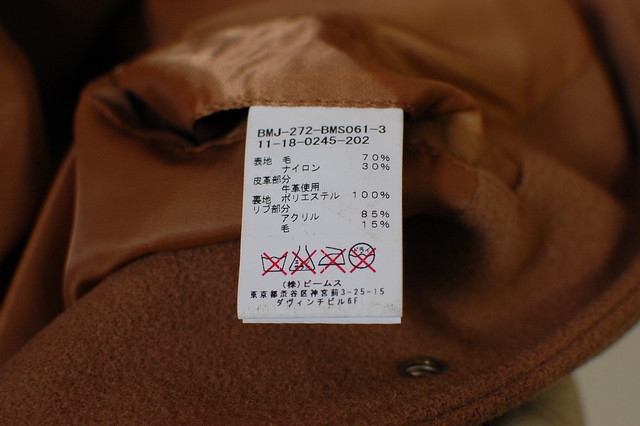 BMJ-272-BMS061-3
11-18-0245-202
表地 毛 70%
ナイロン 30%
皮革部分
牛革使用
裏地 ポリエステル 100%
リブ部分
アクリル 85%
毛 15%
ドライ
(株)ビームス
東京都渋谷区神宮前3-25-15
ダヴィンチビル6F